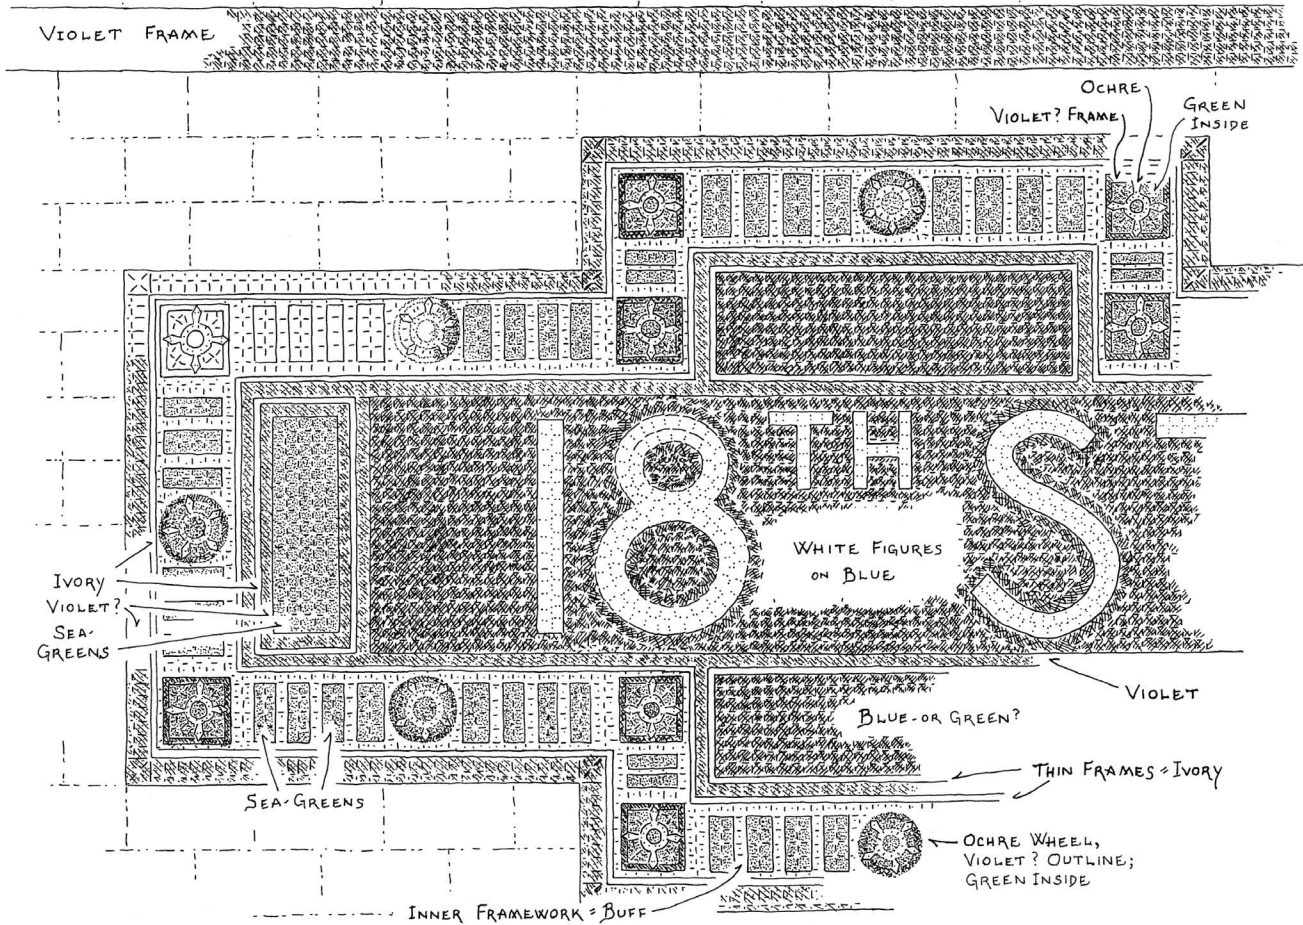 VIOLET FRAME
OCHRE
VIOLET? FRAME
GREEN
INSIDE
18TH S
WHITE FIGURES
ON BLUE
IVORY
VIOLET?
SEA-
GREENS
VIOLET
BLUE-OR GREEN?
SEA-GREENS
THIN FRAMES = IVORY
OCHRE WHEEL,
VIOLET? OUTLINE;
GREEN INSIDE
INNER FRAMEWORK = BUFF